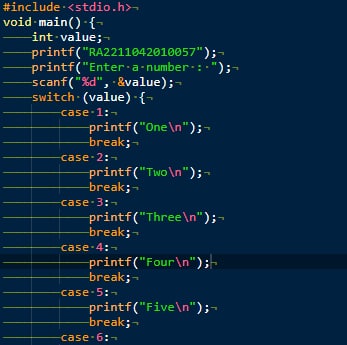 #include <stdio.h>
void main() {
int value;
printf("RA2211042010057");
printf("Enter a number : ");
scanf("%d", &value);
switch (value) {
case 1:
printf("One\n");
break;
case 2:
printf("Two\n");
break;
case 3:
printf("Three\n");
break;
case 4:
printf("Four\n");
break;
case 5:
printf("Five\n");
break;
case 6: